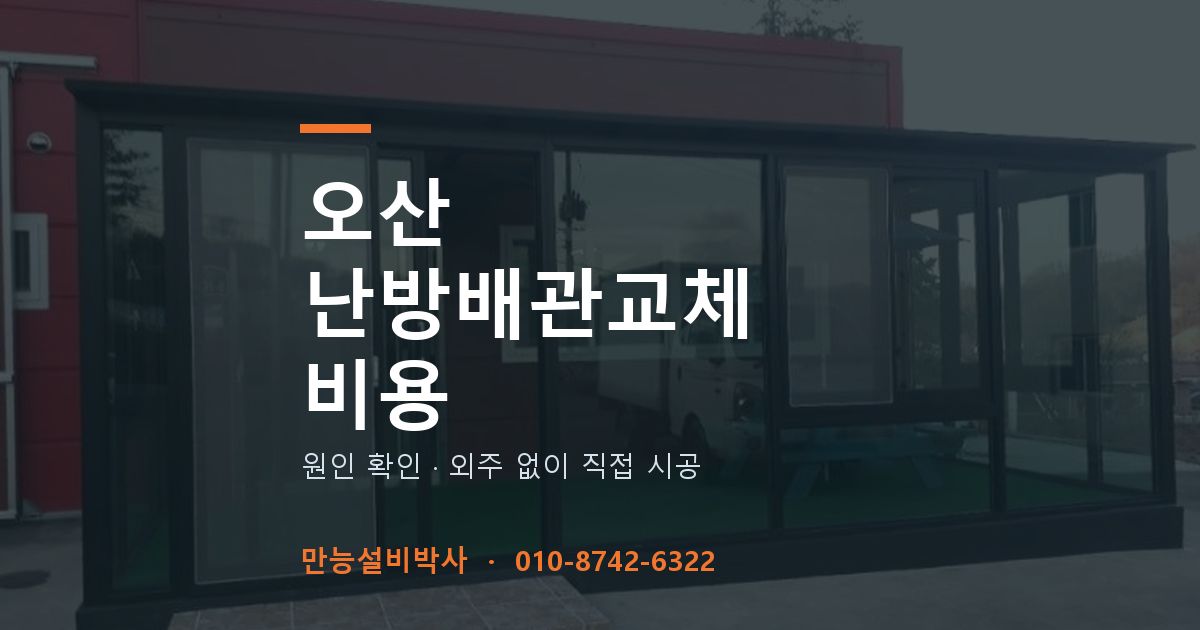 오산
난방배관교체
비용
원인 확인 · 외주 없이 직접 시공
만능설비박사 · 010-8742-6322